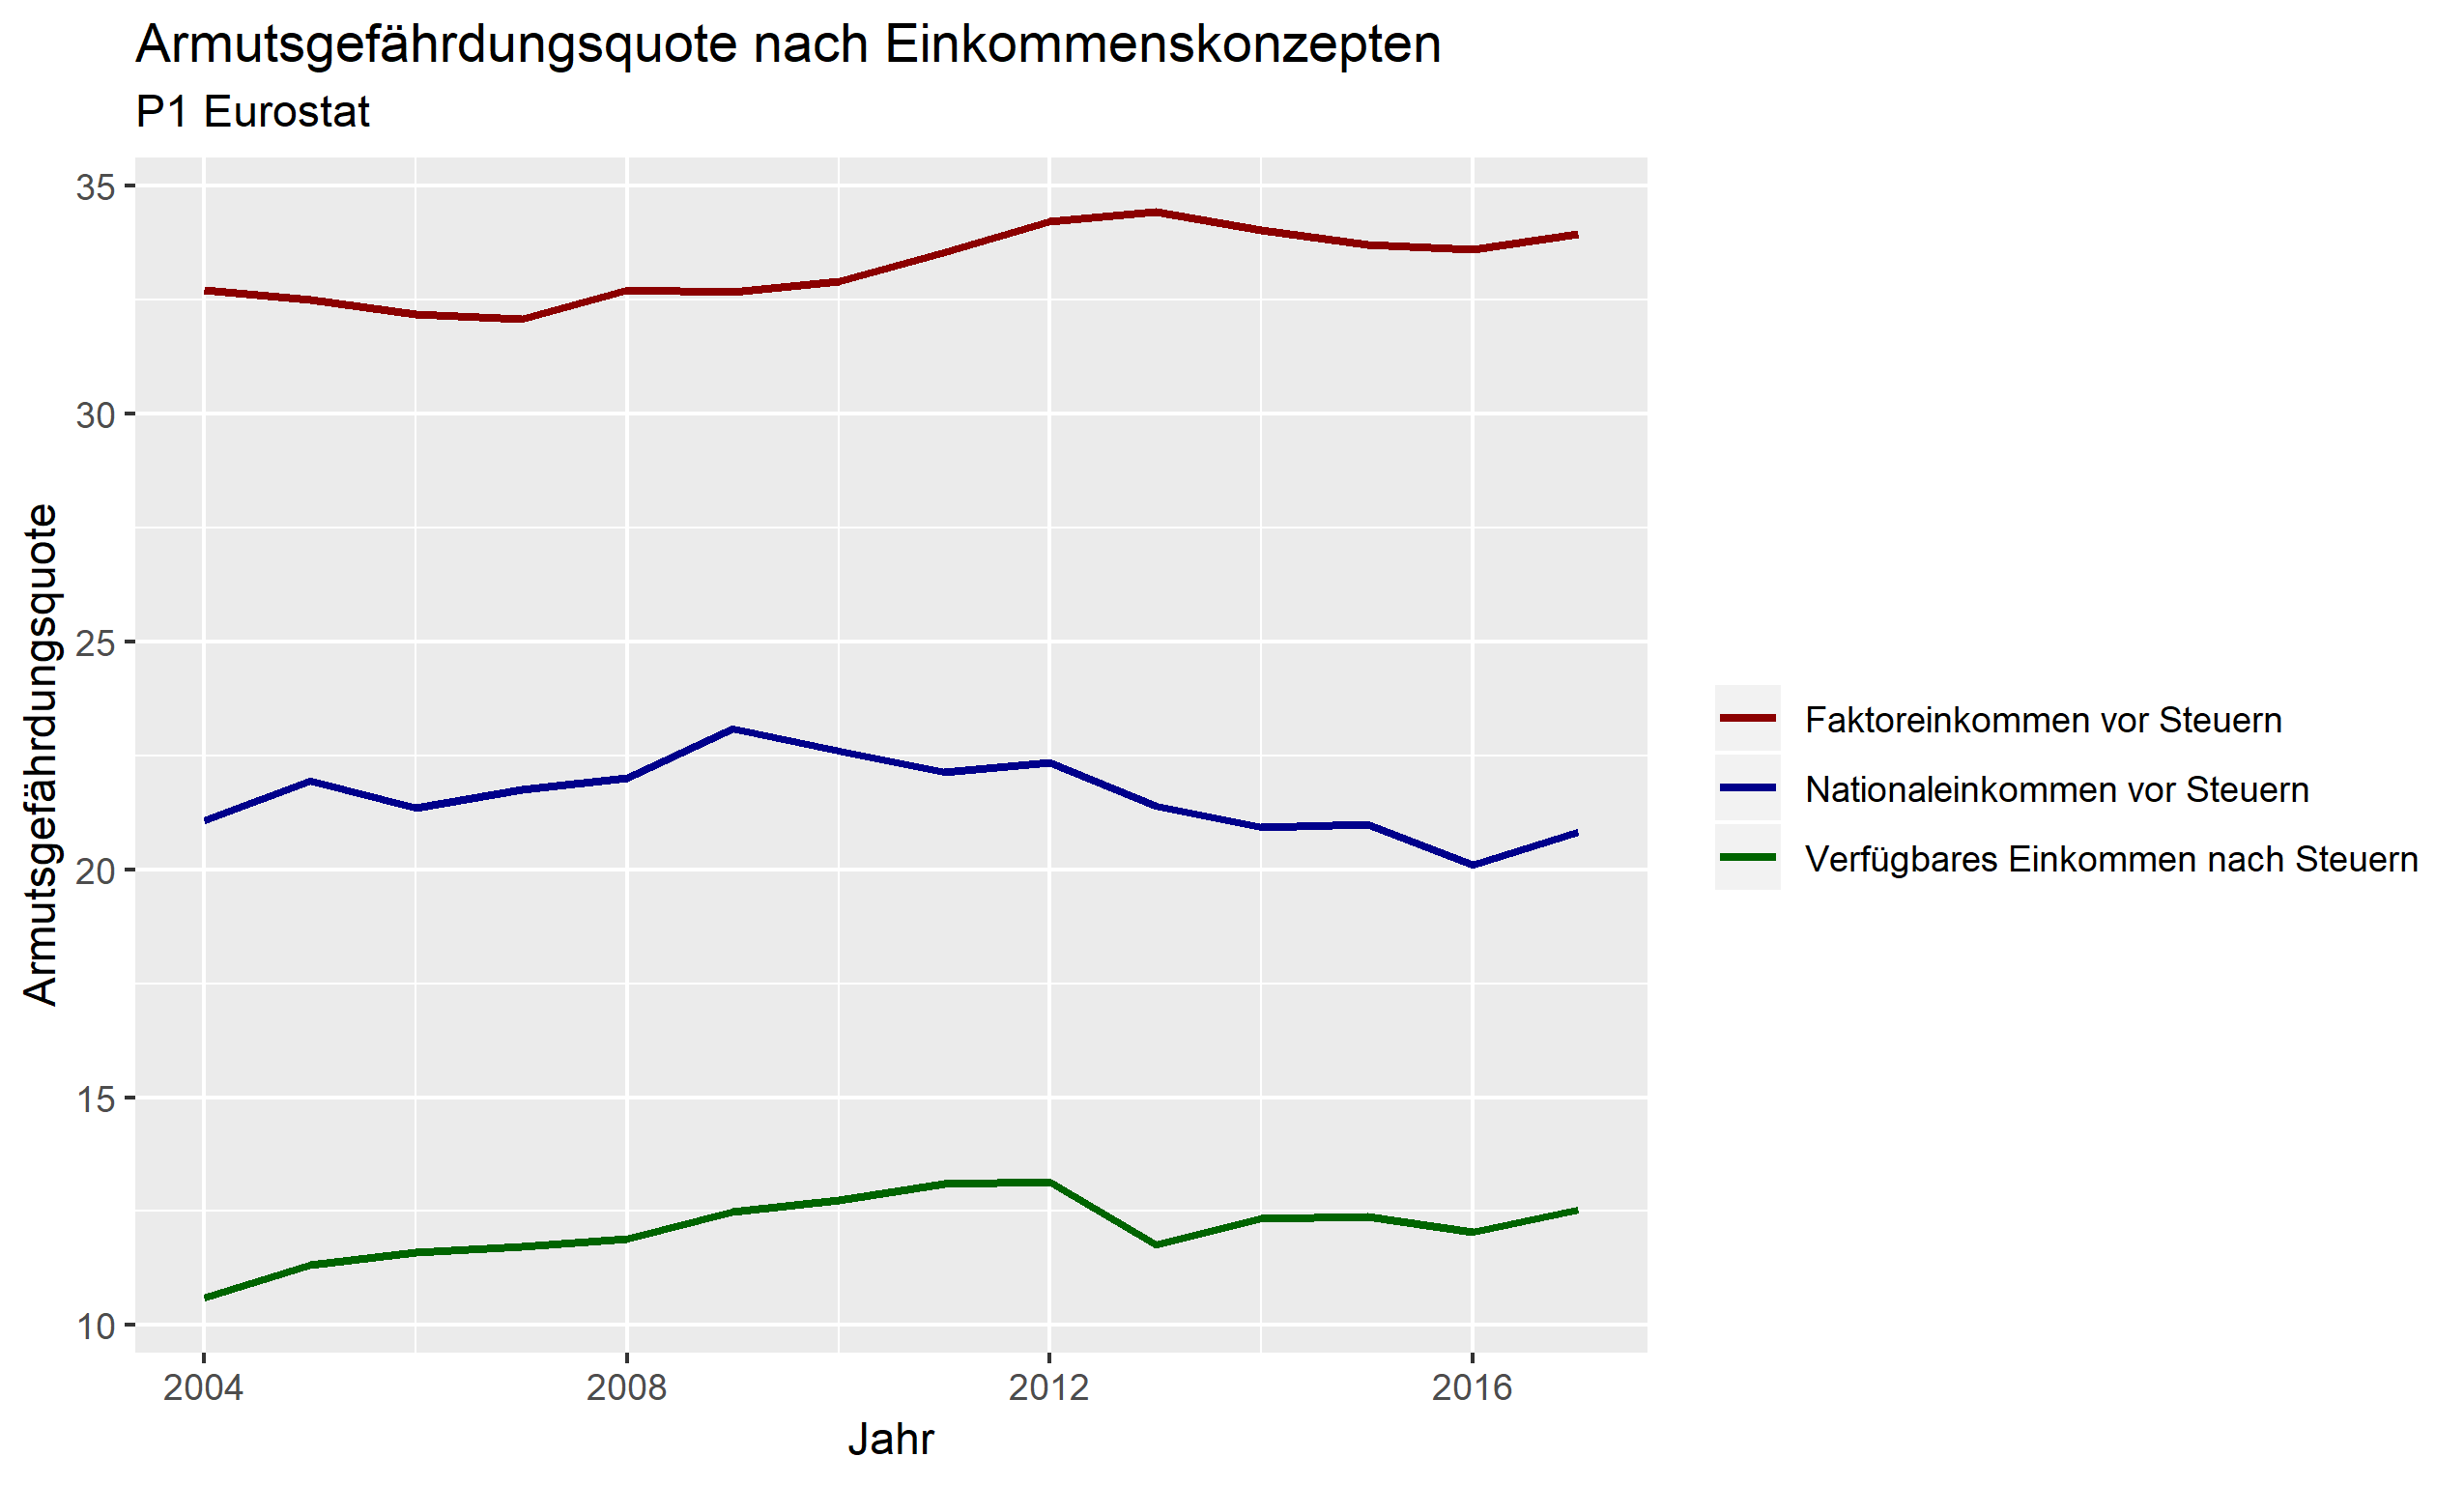 Armutsgefährdungsquote nach Einkommenskonzepten
P1 Eurostat
Armutsgefährdungsquote
35
30
25
20
15
10
2004
2008
2012
2016
Jahr
Faktoreinkommen vor Steuern
Nationaleinkommen vor Steuern
Verfügbares Einkommen nach Steuern